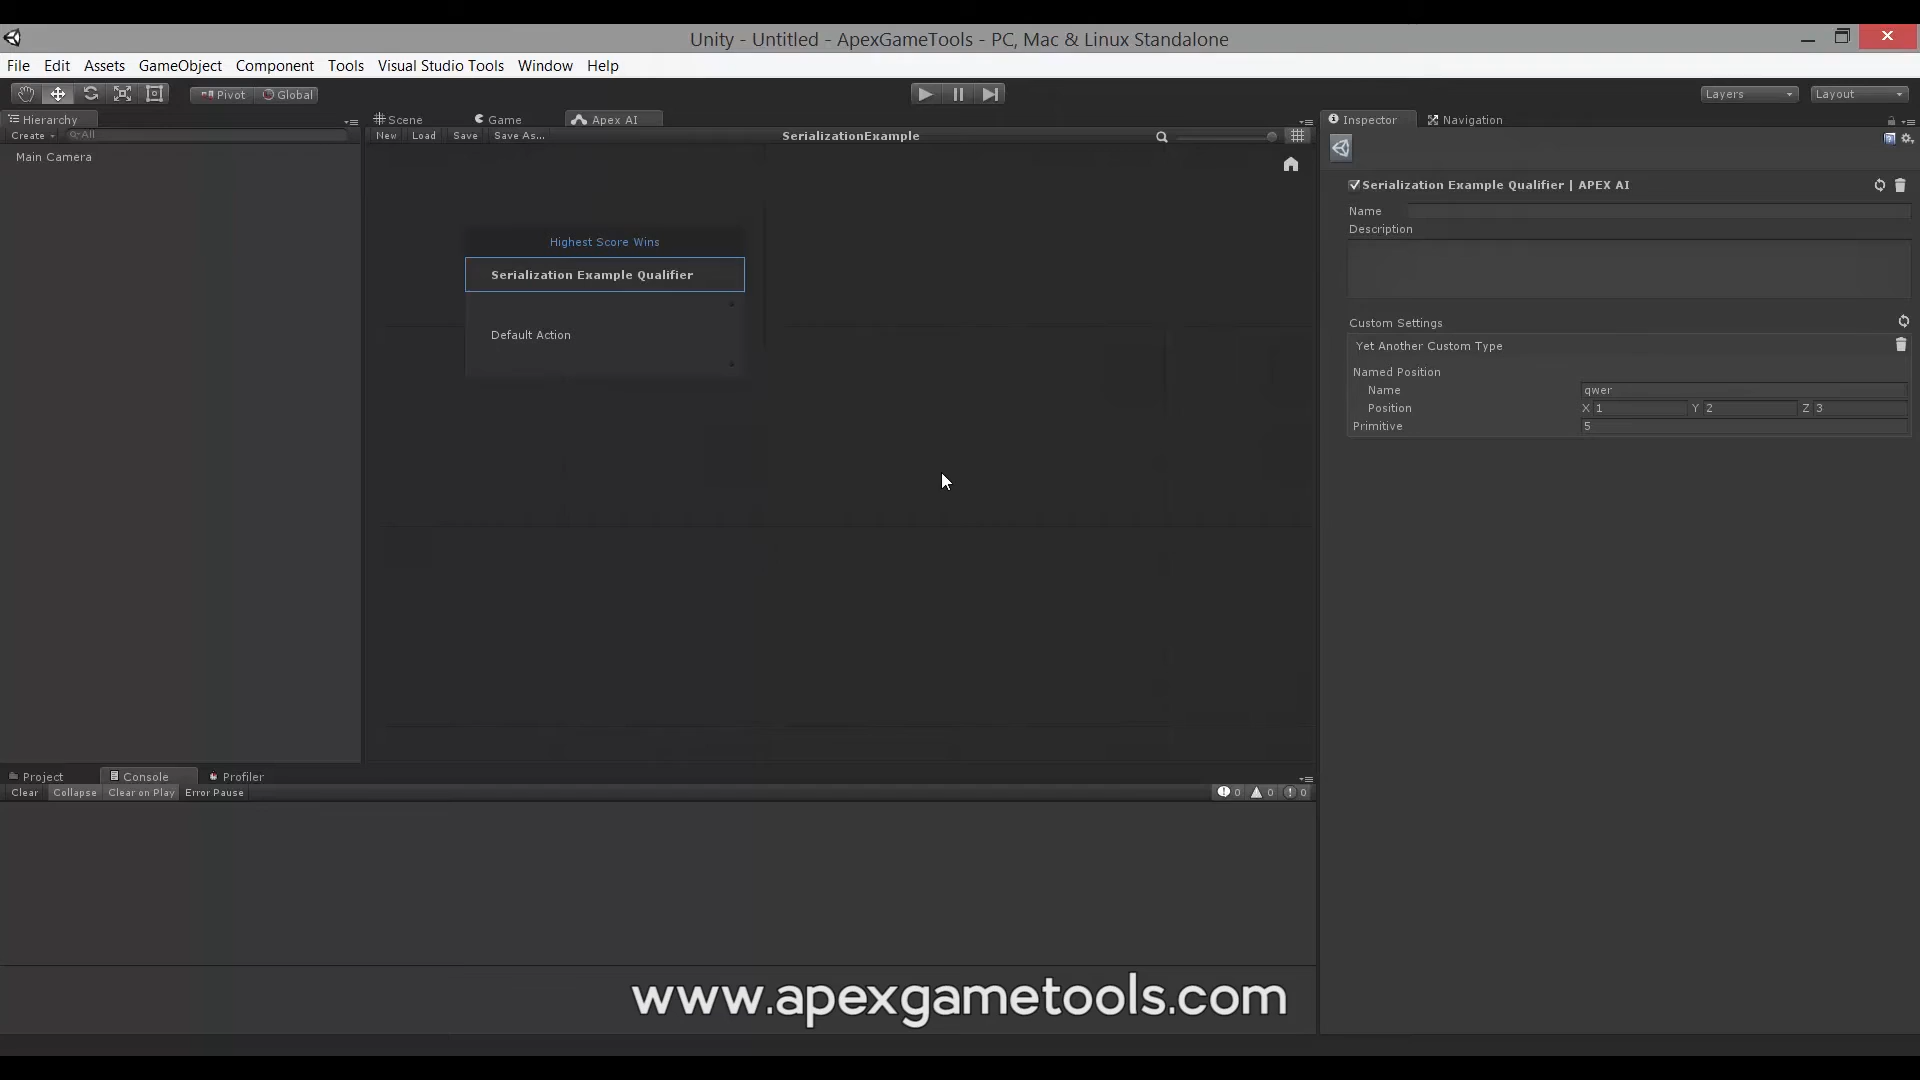 Unity - Untitled - ApexGameTools - PC, Mac & Linux Standalone
File Edit Assets GameObject Component Tools Visual Studio Tools Window Help
Pivot Global Layers Layout
Hierarchy Scene Game Apex AI Inspector Navigation
Create All New Load Save Save As... SerializationExample
Main Camera
Serialization Example Qualifier | APEX AI
Name
Description
Highest Score Wins
Serialization Example Qualifier
Default Action
Custom Settings
Yet Another Custom Type
Named Position
Name qwer
Position X 1 Y 2 Z 3
Primitive 5
Project Console Profiler
Clear Collapse Clear on Play Error Pause 0 0 0
www.apexgametools.com